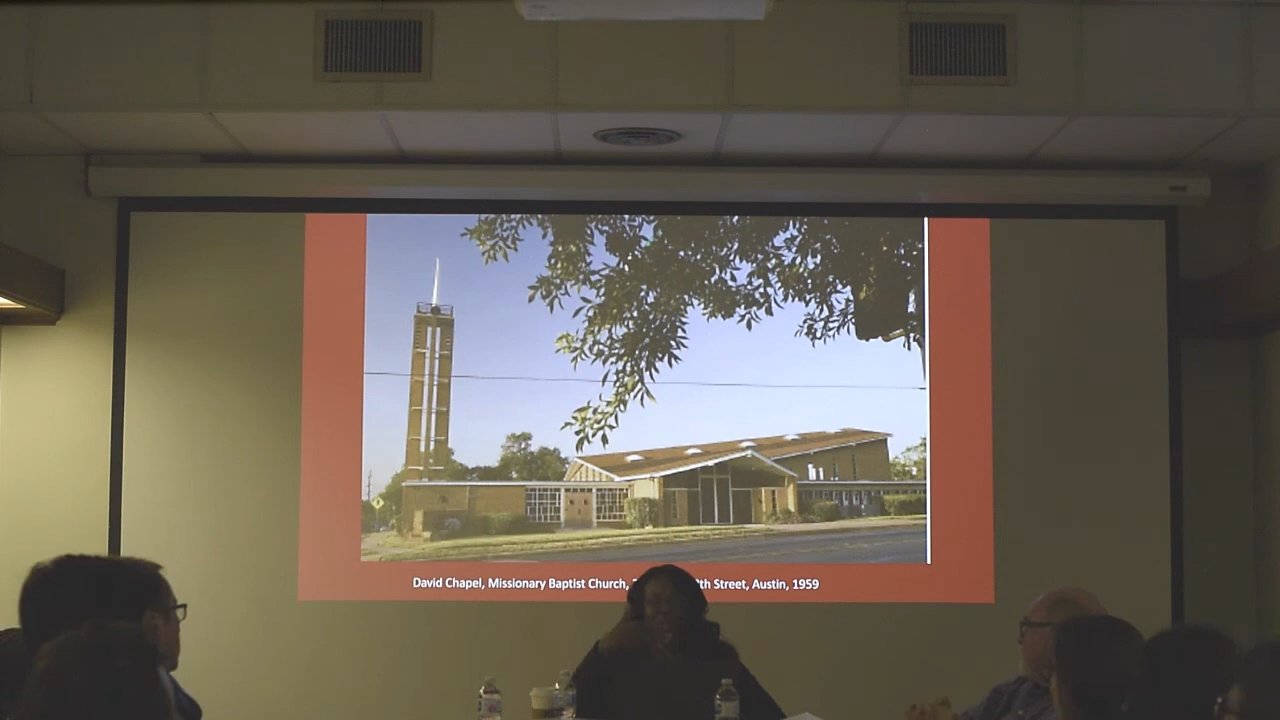 David Chapel, Missionary Baptist Church, th Street, Austin, 1959